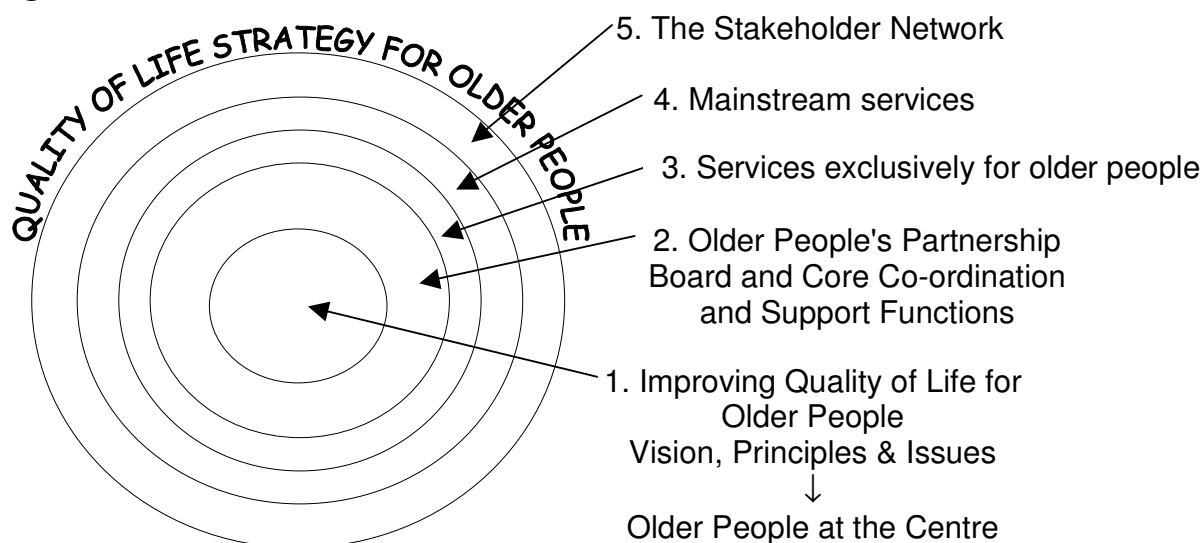 QUALITY OF LIFE STRATEGY FOR OLDER PEOPLE
5. The Stakeholder Network
4. Mainstream services
3. Services exclusively for older people
2. Older People's Partnership
Board and Core Co-ordination
and Support Functions
1. Improving Quality of Life for
Older People
Vision, Principles & Issues
↓
Older People at the Centre